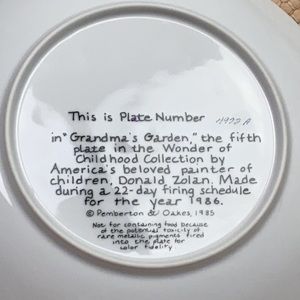 This is Plate Number 4922 A
in "Grandma's Garden," the fifth
plate in the Wonder of
Childhood Collection by
America's beloved painter of
children, Donald Zolan. Made
during a 22-day firing schedule
for the year 1986.
© Pemberton & Oakes, 1985
Not for containing food because
of the potential toxicity of
rare metallic pigments fired
into the plate for
color fidelity